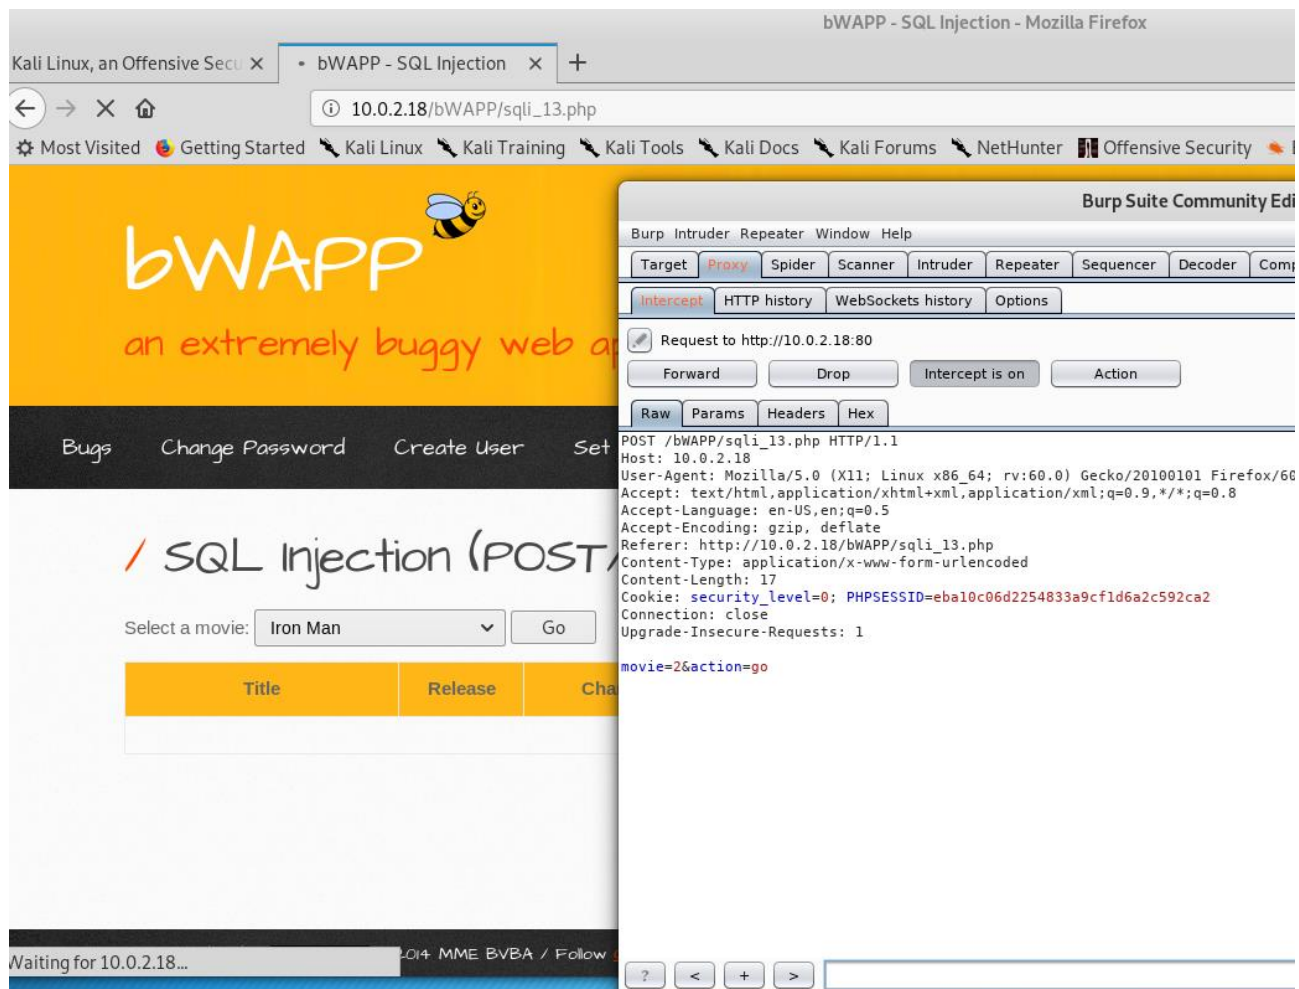 bWAPP - SQL Injection - Mozilla Firefox
Kali Linux, an Offensive Secu × • bWAPP - SQL Injection × +
10.0.2.18/bWAPP/sqli_13.php
Most Visited Getting Started Kali Linux Kali Training Kali Tools Kali Docs Kali Forums NetHunter Offensive Security
bWAPP
an extremely buggy web
Bugs Change Password Create User Set
/ SQL Injection (POST/
Select a movie: Iron Man Go
Title Release Cha
2014 MME BVBA / Follow
Waiting for 10.0.2.18...
Burp Suite Community Edi
Burp Intruder Repeater Window Help
Target Proxy Spider Scanner Intruder Repeater Sequencer Decoder Comp
Intercept HTTP history WebSockets history Options
Request to http://10.0.2.18:80
Forward Drop Intercept is on Action
Raw Params Headers Hex
POST /bWAPP/sqli_13.php HTTP/1.1
Host: 10.0.2.18
User-Agent: Mozilla/5.0 (X11; Linux x86_64; rv:60.0) Gecko/20100101 Firefox/60
Accept: text/html,application/xhtml+xml,application/xml;q=0.9,*/*;q=0.8
Accept-Language: en-US,en;q=0.5
Accept-Encoding: gzip, deflate
Referer: http://10.0.2.18/bWAPP/sqli_13.php
Content-Type: application/x-www-form-urlencoded
Content-Length: 17
Cookie: security_level=0; PHPSESSID=eba10c06d2254833a9cf1d6a2c592ca2
Connection: close
Upgrade-Insecure-Requests: 1
movie=2&action=go
? < + >